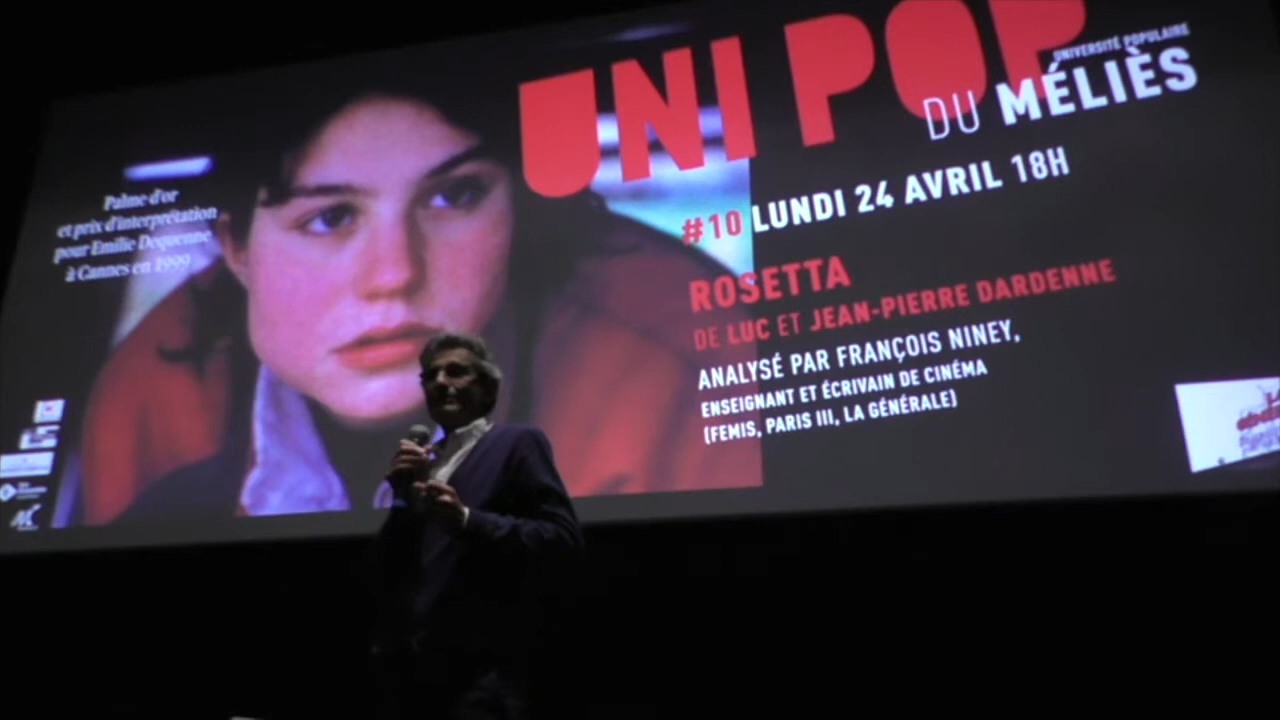 Palme d'or
et prix d'interprétation
pour Emilie Dequenne
à Cannes en 1999
UNI POP
UNIVERSITÉ POPULAIRE
DU MÉLIÈS
#10 LUNDI 24 AVRIL 18H
ROSETTA
DE LUC ET JEAN-PIERRE DARDENNE
ANALYSÉ PAR FRANÇOIS NINEY,
ENSEIGNANT ET ÉCRIVAIN DE CINÉMA
(FEMIS, PARIS III, LA GÉNÉRALE)